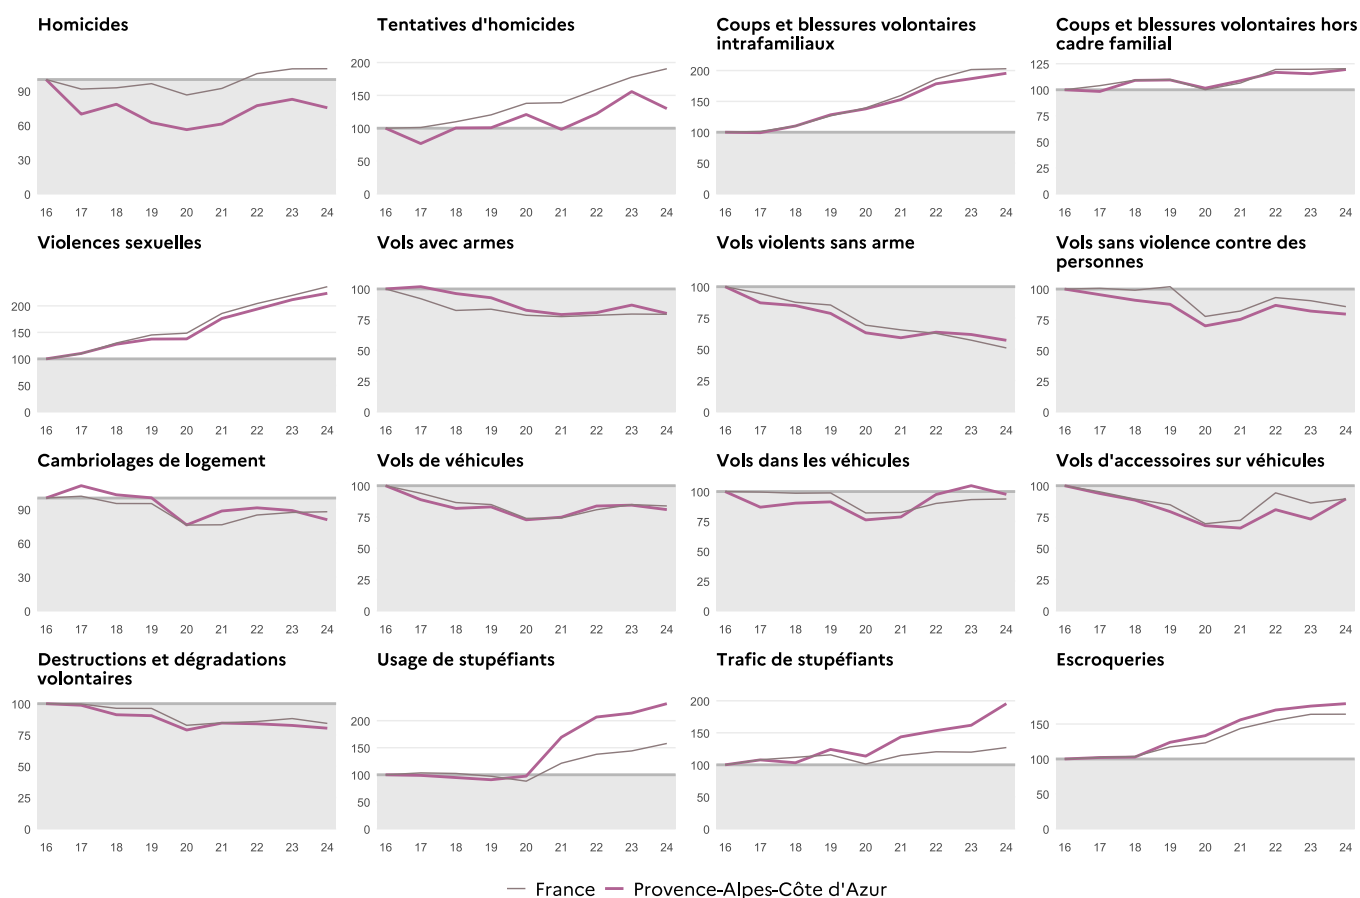 Homicides
90
60
30
0
16 17 18 19 20 21 22 23 24
Tentatives d'homicides
200
150
100
50
0
16 17 18 19 20 21 22 23 24
Coups et blessures volontaires
intrafamiliaux
200
150
100
50
0
16 17 18 19 20 21 22 23 24
Coups et blessures volontaires hors
cadre familial
125
100
75
50
25
0
16 17 18 19 20 21 22 23 24
Violences sexuelles
200
150
100
50
0
16 17 18 19 20 21 22 23 24
Vols avec armes
100
75
50
25
0
16 17 18 19 20 21 22 23 24
Vols violents sans arme
100
75
50
25
0
16 17 18 19 20 21 22 23 24
Vols sans violence contre des
personnes
100
75
50
25
0
16 17 18 19 20 21 22 23 24
Cambriolages de logement
90
60
30
0
16 17 18 19 20 21 22 23 24
Vols de véhicules
100
75
50
25
0
16 17 18 19 20 21 22 23 24
Vols dans les véhicules
100
75
50
25
0
16 17 18 19 20 21 22 23 24
Vols d'accessoires sur véhicules
100
75
50
25
0
16 17 18 19 20 21 22 23 24
Destructions et dégradations
volontaires
100
75
50
25
0
16 17 18 19 20 21 22 23 24
Usage de stupéfiants
200
150
100
50
0
16 17 18 19 20 21 22 23 24
Trafic de stupéfiants
200
150
100
50
0
16 17 18 19 20 21 22 23 24
Escroqueries
150
100
50
0
16 17 18 19 20 21 22 23 24
France Provence-Alpes-Côte d'Azur